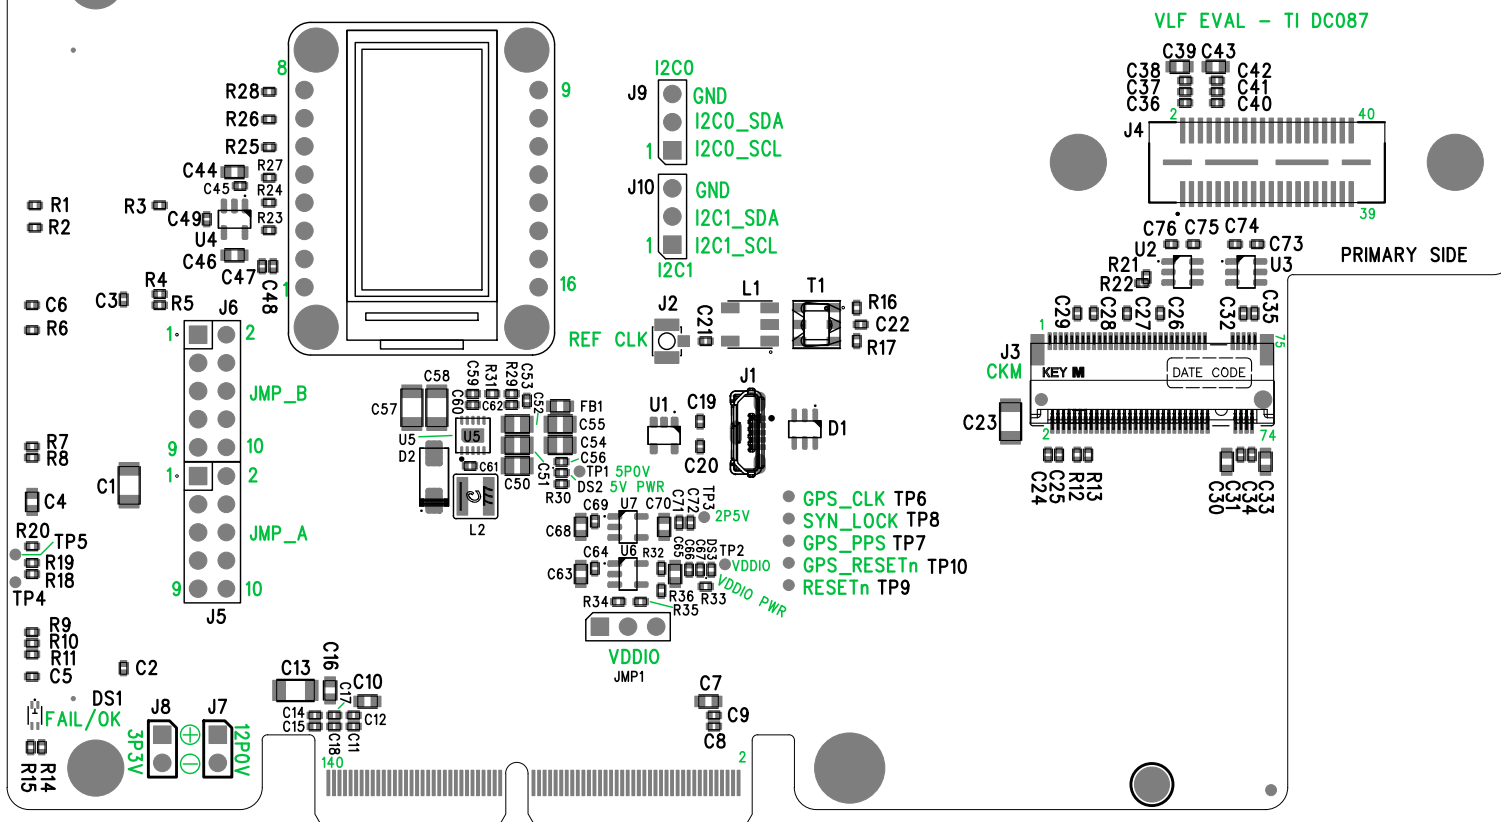 VLF EVAL - TI DC087
C39 C43
C38 C42
C37 C41
C36 C40
2 40
J4
39
8
9
R28
R26
R25
C44 R27
C45 R24
R23
C49
U4
C46
C47
C48
1
16
I2C0
J9 GND
I2C0_SDA
1 I2C0_SCL
J10 GND
I2C1_SDA
1 I2C1_SCL
I2C1
R1
R2
R3
C6
R6
C3
R4
R5
J6
1 2
JMP_B
9 10
1 2
JMP_A
9 10
J5
R7
R8
C1
C4
R20
TP5
R19
R18
TP4
R9
R10
R11
C5
C2
DS1
FAIL/OK
J8 J7
3P3V
12P0V
R15
R14
J2
REF CLK
C21
L1
T1
R16
C22
R17
C57
C58
C59
C60
R31
C62
R29
C53
C52
FB1
C55
C54
C56
U5
U5
D2
C61
C50
C51
R30
TP1 5P0V
DS2 5V PWR
L2
U1
C19
C20
J1
D1
C69
U7
C68
C70
C71
C72
TP3
2P5V
C64
U6
C63
R32
C65
C66
C67
DS3
TP2
VDDIO
VDDIO PWR
R33
R36
R34
R35
VDDIO
JMP1
GPS_CLK TP6
SYN_LOCK TP8
GPS_PPS TP7
GPS_RESETn TP10
RESETn TP9
C76 C75 C74 C73
U2 U3
R21
R22
PRIMARY SIDE
C29
C28
C27
C26
C32
C35
1
75
J3
CKM
KEY M
DATE CODE
C23
2
74
C24
C25
R12
R13
C30
C31
C34
C33
C13
C16
C17
C10
C14
C15
C18
C11
C12
140
C7
C9
C8
2